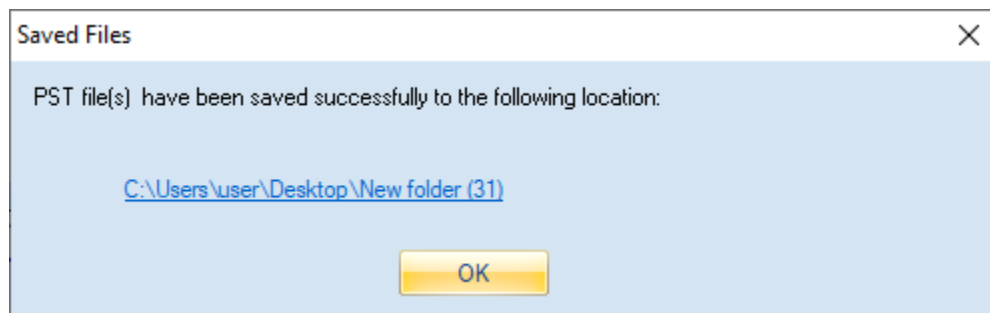 Saved Files
PST file(s)  have been saved successfully to the following location:
C:\Users\user\Desktop\New folder (31)
OK